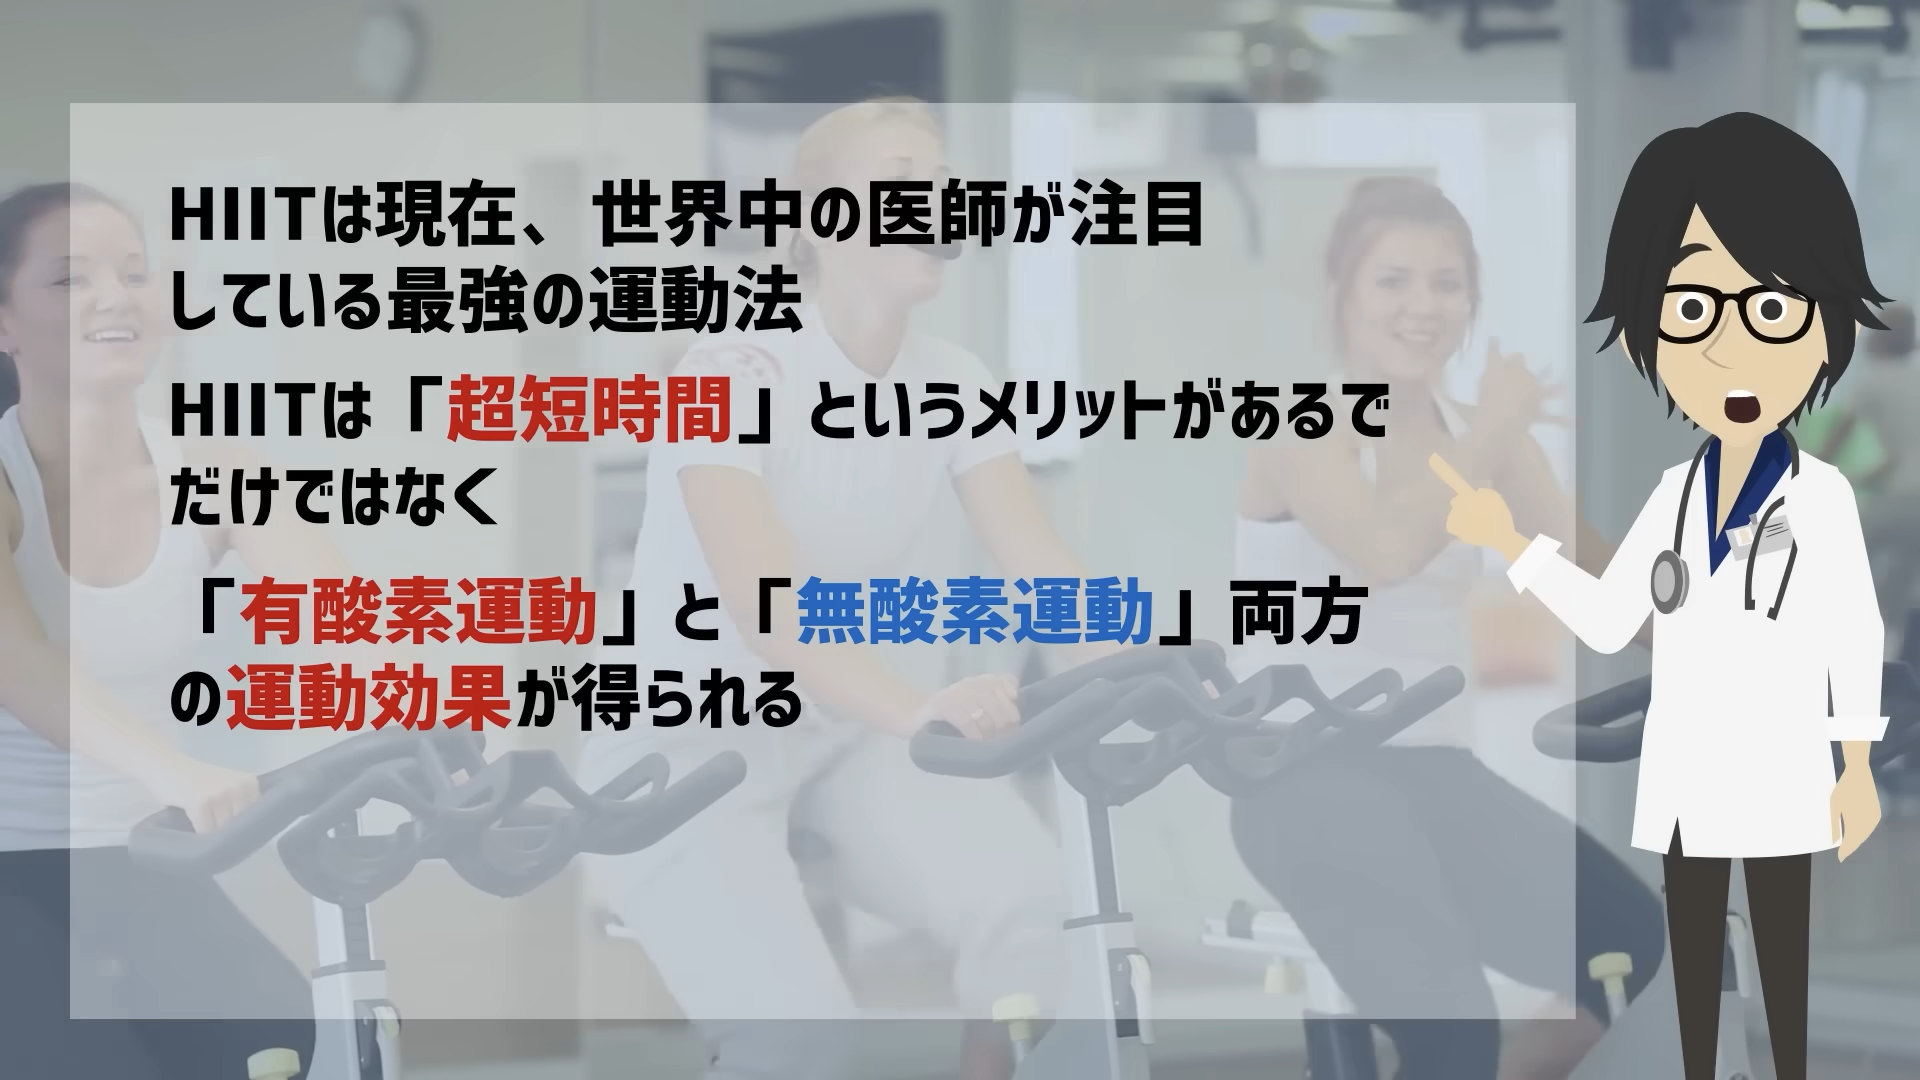 HIITは現在、世界中の医師が注目
している最強の運動法
HIITは「超短時間」というメリットがあるで
だけではなく
「有酸素運動」と「無酸素運動」両方
の運動効果が得られる